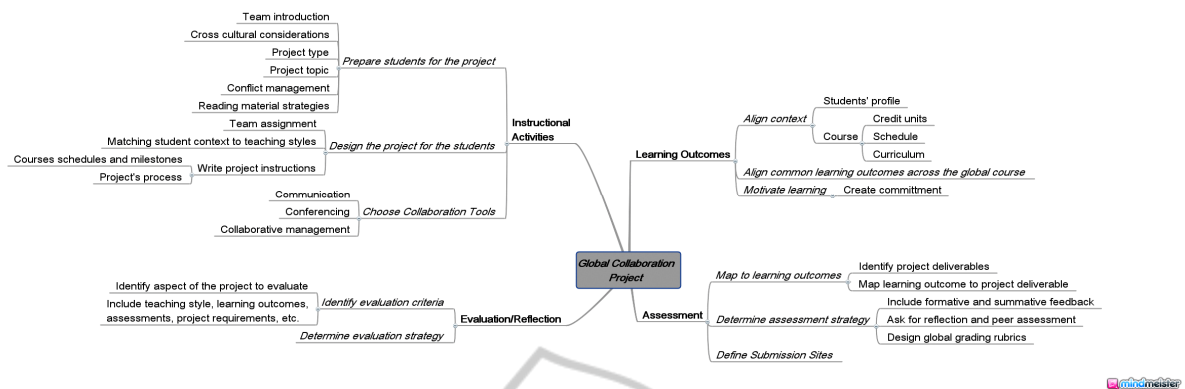 Team introduction
Cross cultural considerations
Project type
Project topic
Conflict management
Reading material strategies
Prepare students for the project
Team assignment
Matching student context to teaching styles
Courses schedules and milestones
Project's process
Write project instructions
Design the project for the students
Communication
Conferencing
Collaborative management
Choose Collaboration Tools
Instructional
Activities
Learning Outcomes
Align context
Students' profile
Course
Credit units
Schedule
Curriculum
Align common learning outcomes across the global course
Motivate learning
Create committment
Global Collaboration
Project
Identify aspect of the project to evaluate
Include teaching style, learning outcomes,
assessments, project requirements, etc.
Identify evaluation criteria
Determine evaluation strategy
Evaluation/Reflection
Assessment
Map to learning outcomes
Identify project deliverables
Map learning outcome to project deliverable
Determine assessment strategy
Include formative and summative feedback
Ask for reflection and peer assessment
Design global grading rubrics
Define Submission Sites
mindmeister